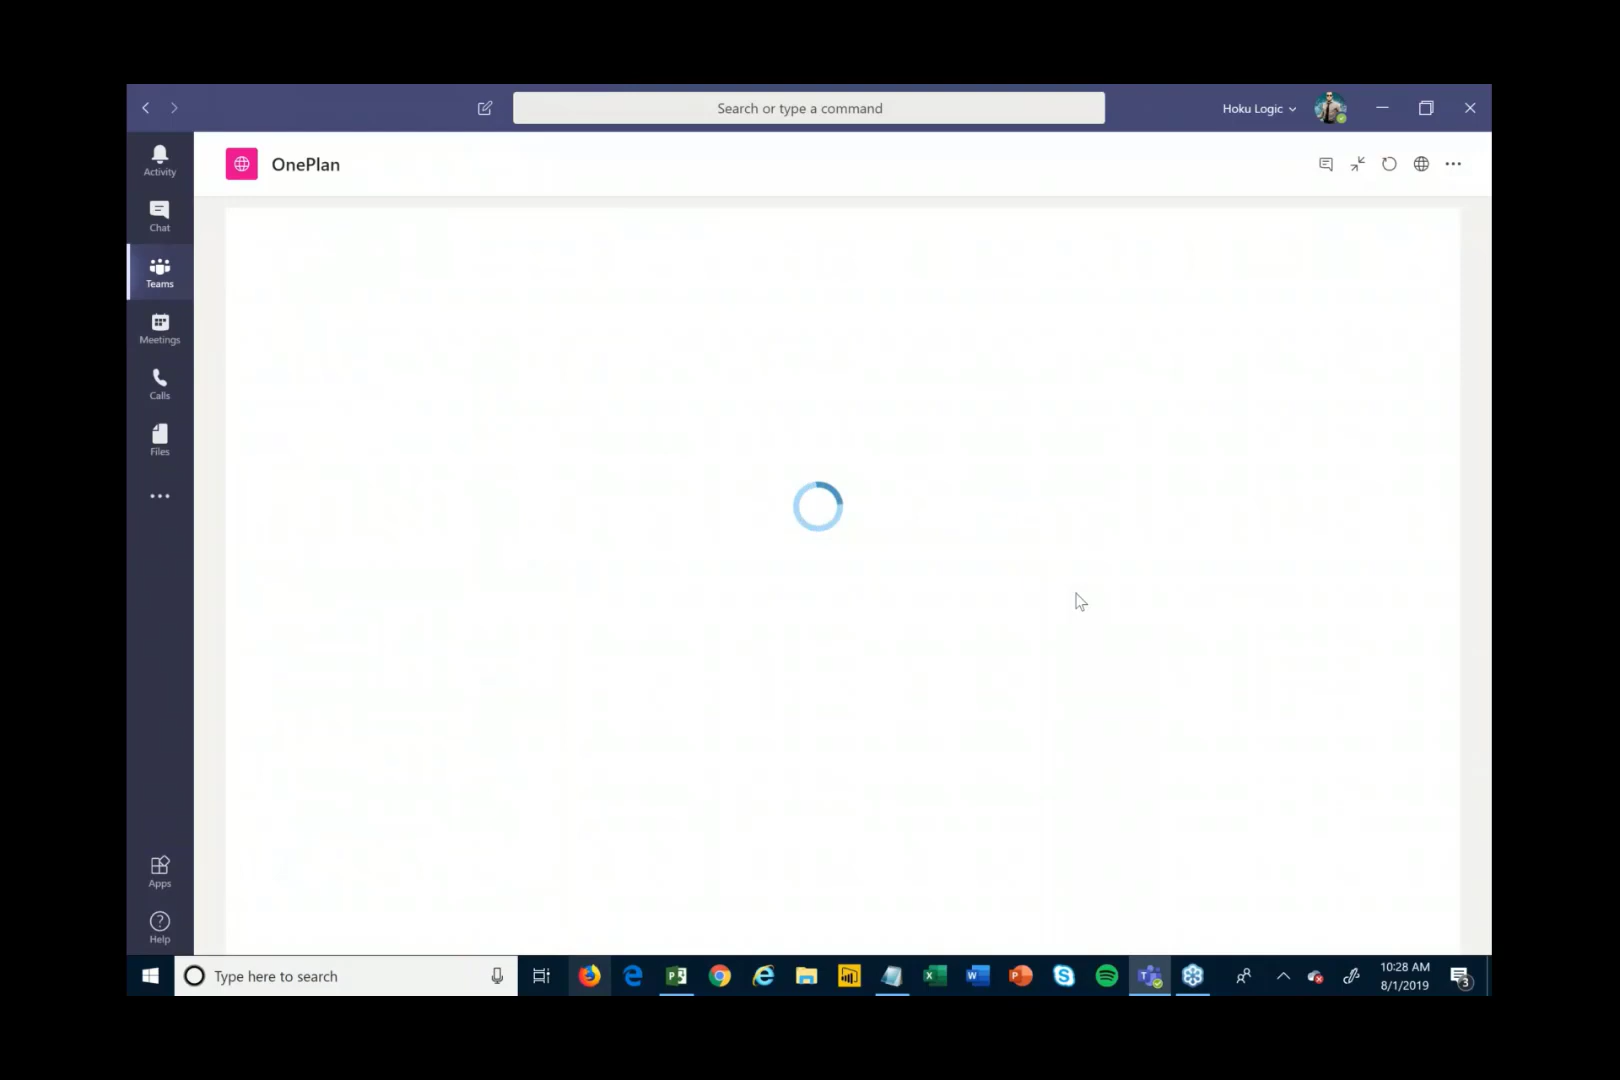 Search or type a command
Hoku Logic
OnePlan
Activity
Chat
Teams
Meetings
Calls
Files
Apps
Help
Type here to search
10:28 AM
8/1/2019
3